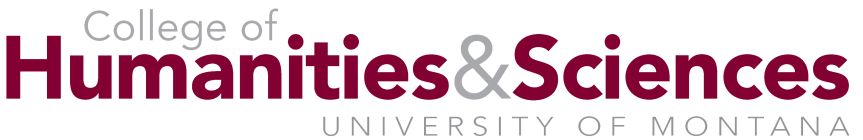 College of
Humanities&Sciences
UNIVERSITY OF MONTANA